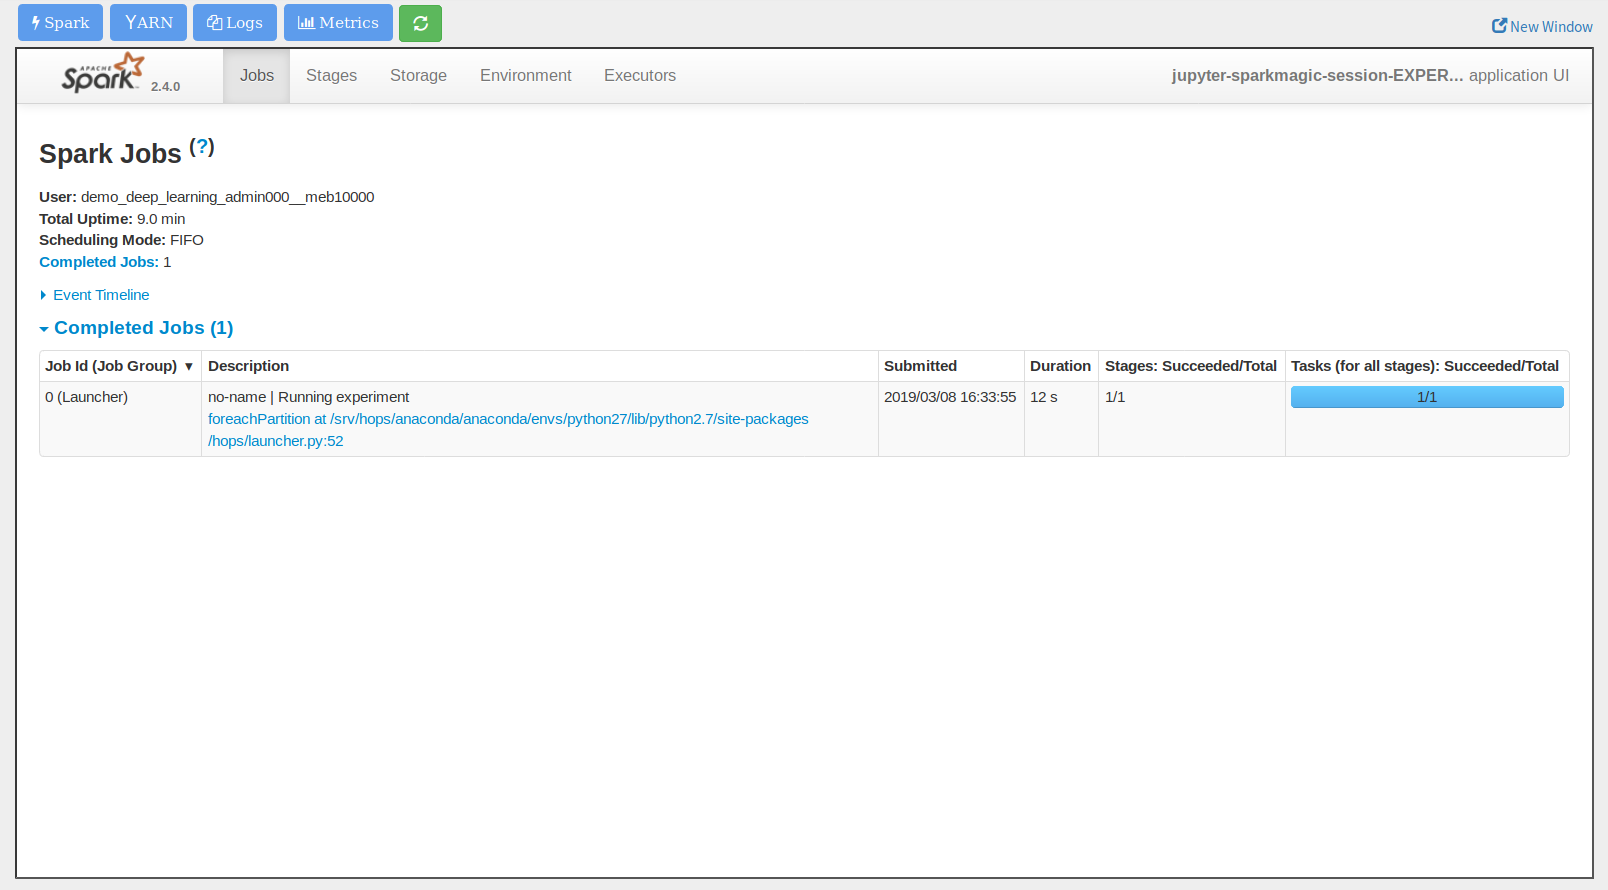 Spark YARN Logs Metrics
New Window
APACHE Spark 2.4.0 Jobs Stages Storage Environment Executors jupyter-sparkmagic-session-EXPER... application UI
Spark Jobs (?)
User: demo_deep_learning_admin000__meb10000
Total Uptime: 9.0 min
Scheduling Mode: FIFO
Completed Jobs: 1
Event Timeline
Completed Jobs (1)
Job Id (Job Group) ▾ Description Submitted Duration Stages: Succeeded/Total Tasks (for all stages): Succeeded/Total
0 (Launcher) no-name | Running experiment 2019/03/08 16:33:55 12 s 1/1 1/1
foreachPartition at /srv/hops/anaconda/anaconda/envs/python27/lib/python2.7/site-packages
/hops/launcher.py:52